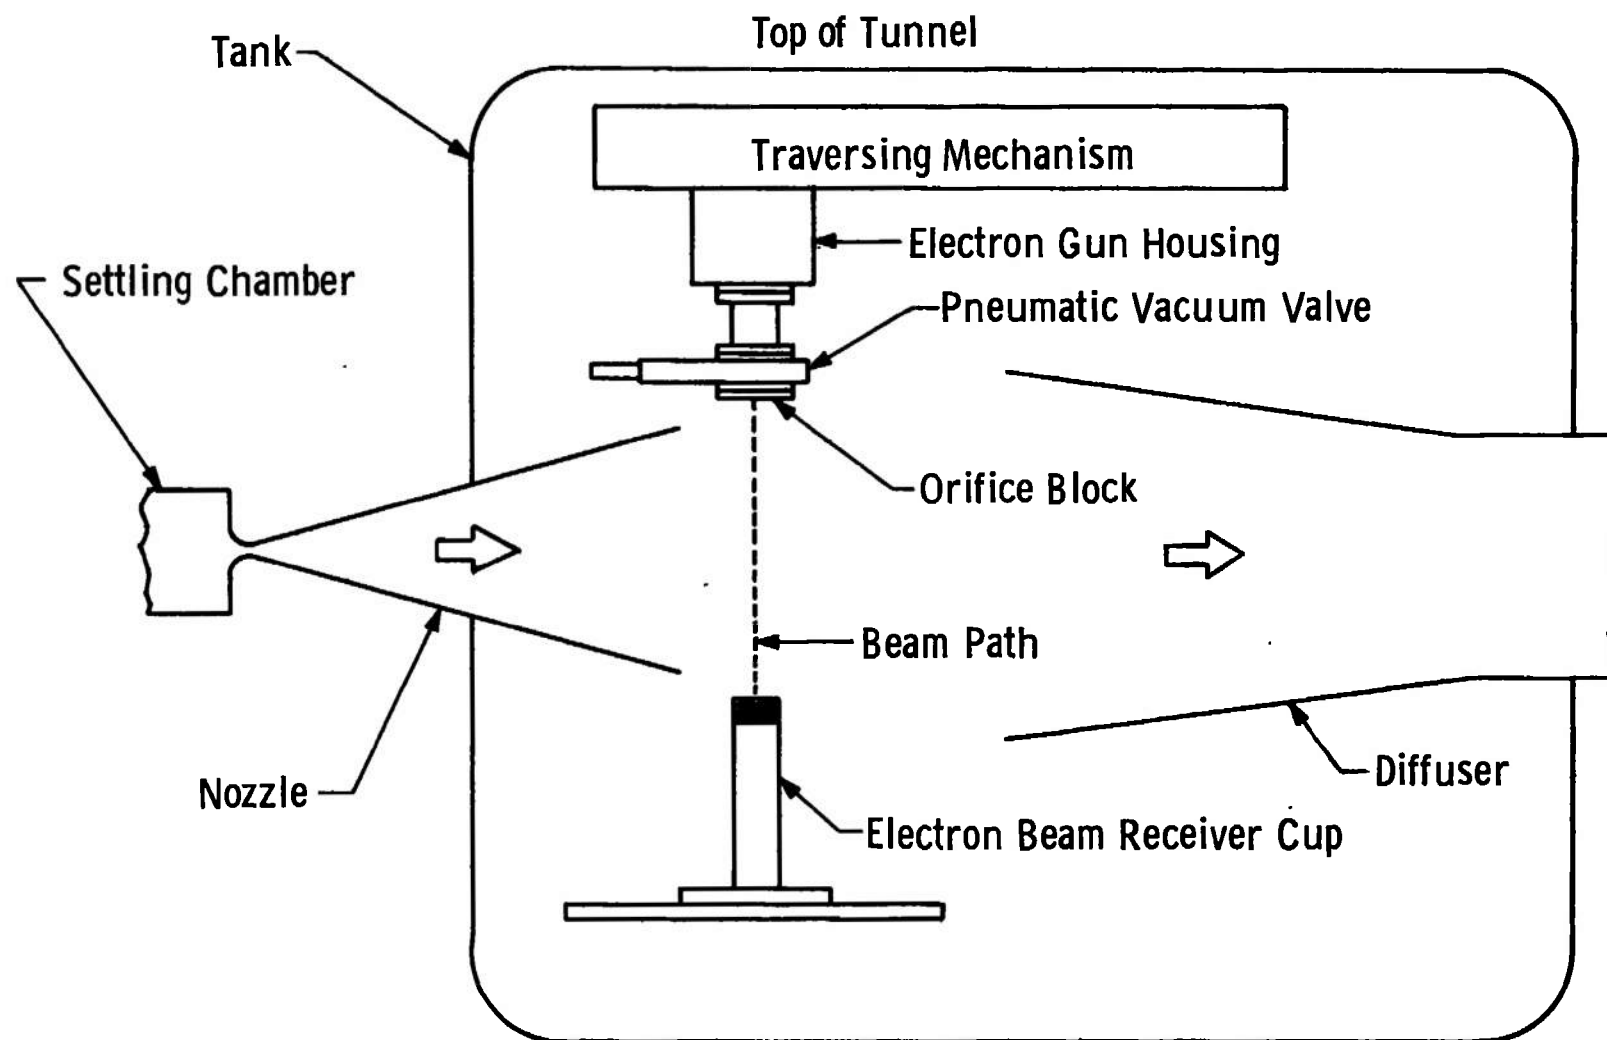 Top of Tunnel
Tank
Traversing Mechanism
Electron Gun Housing
Settling Chamber
Pneumatic Vacuum Valve
Orifice Block
Beam Path
Nozzle
Diffuser
Electron Beam Receiver Cup